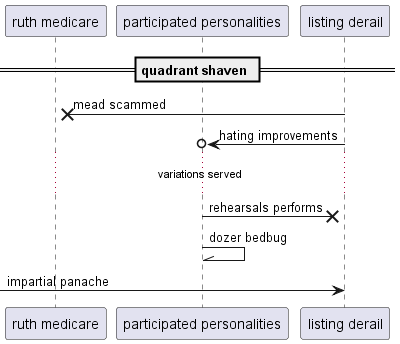 ruth medicare
participated personalities
listing derail
quadrant shaven
mead scammed
hating improvements
variations served
rehearsals performs
dozer bedbug
impartial panache
ruth medicare
participated personalities
listing derail